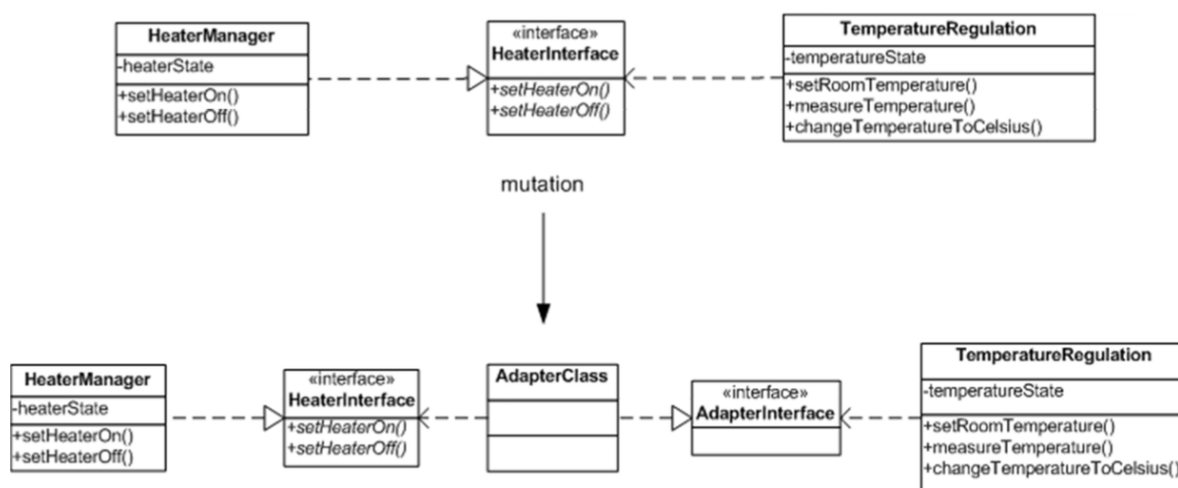 HeaterManager
-heaterState
+setHeaterOn()
+setHeaterOff()
«interface»
HeaterInterface
+setHeaterOn()
+setHeaterOff()
TemperatureRegulation
-temperatureState
+setRoomTemperature()
+measureTemperature()
+changeTemperatureToCelsius()
mutation
HeaterManager
-heaterState
+setHeaterOn()
+setHeaterOff()
«interface»
HeaterInterface
+setHeaterOn()
+setHeaterOff()
AdapterClass
«interface»
AdapterInterface
TemperatureRegulation
-temperatureState
+setRoomTemperature()
+measureTemperature()
+changeTemperatureToCelsius()